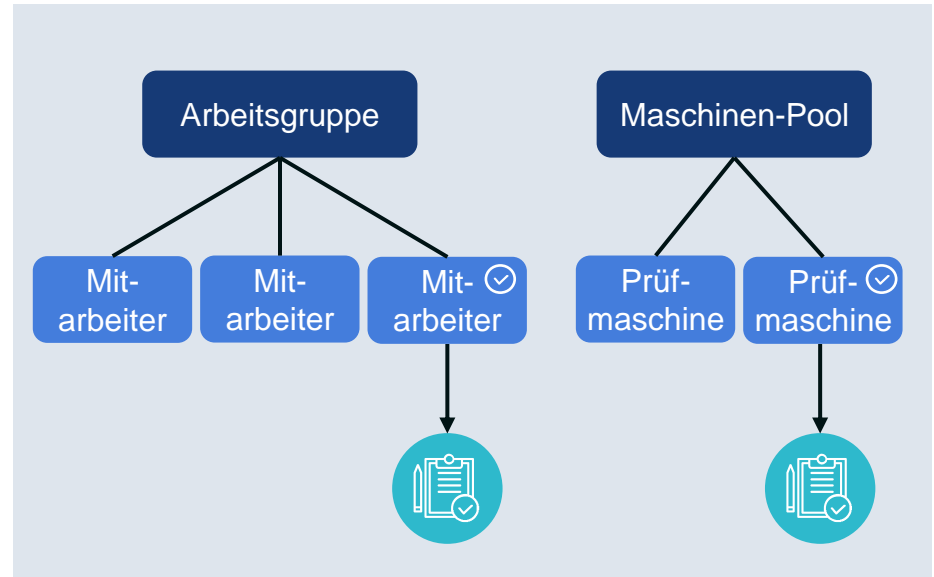 Arbeitsgruppe
Maschinen-Pool
Mit-
arbeiter
Mit-
arbeiter
Mit-
arbeiter
Prüf-
maschine
Prüf-
maschine